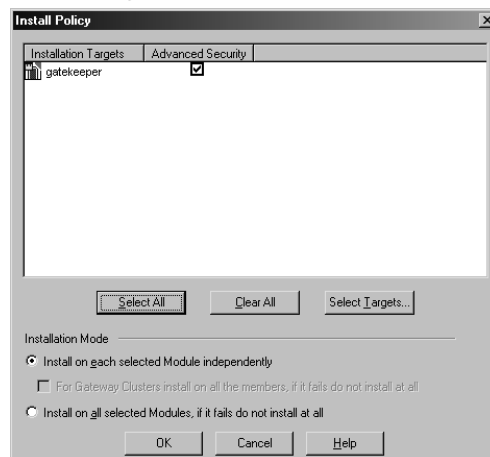 Install Policy
Installation Targets Advanced Security
gatekeeper
Select All Clear All Select Targets...
Installation Mode
Install on each selected Module independently
For Gateway Clusters install on all the members, if it fails do not install at all
Install on all selected Modules, if it fails do not install at all
OK Cancel Help